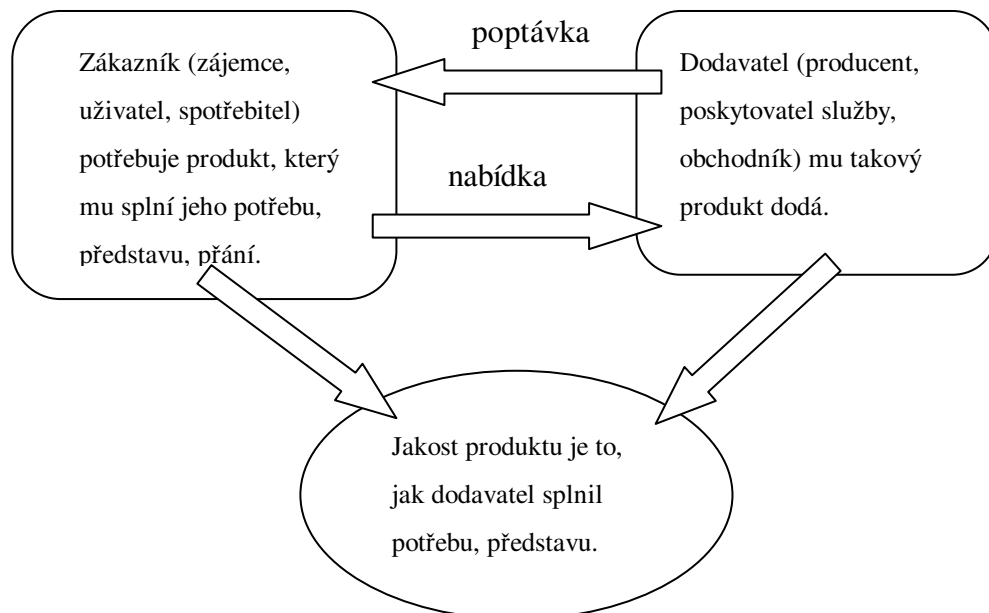 Zákazník (zájemce,
uživatel, spotřebitel)
potřebuje produkt, který
mu splní jeho potřebu,
představu, přání.
poptávka
nabídka
Dodavatel (producent,
poskytovatel služby,
obchodník) mu takový
produkt dodá.
Jakost produktu je to,
jak dodavatel splnil
potřebu, představu.